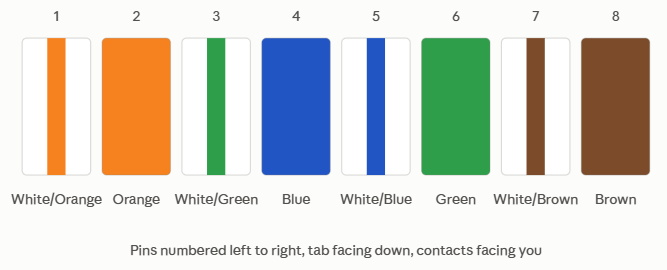 1 2 3 4 5 6 7 8
White/Orange Orange White/Green Blue White/Blue Green White/Brown Brown
Pins numbered left to right, tab facing down, contacts facing you